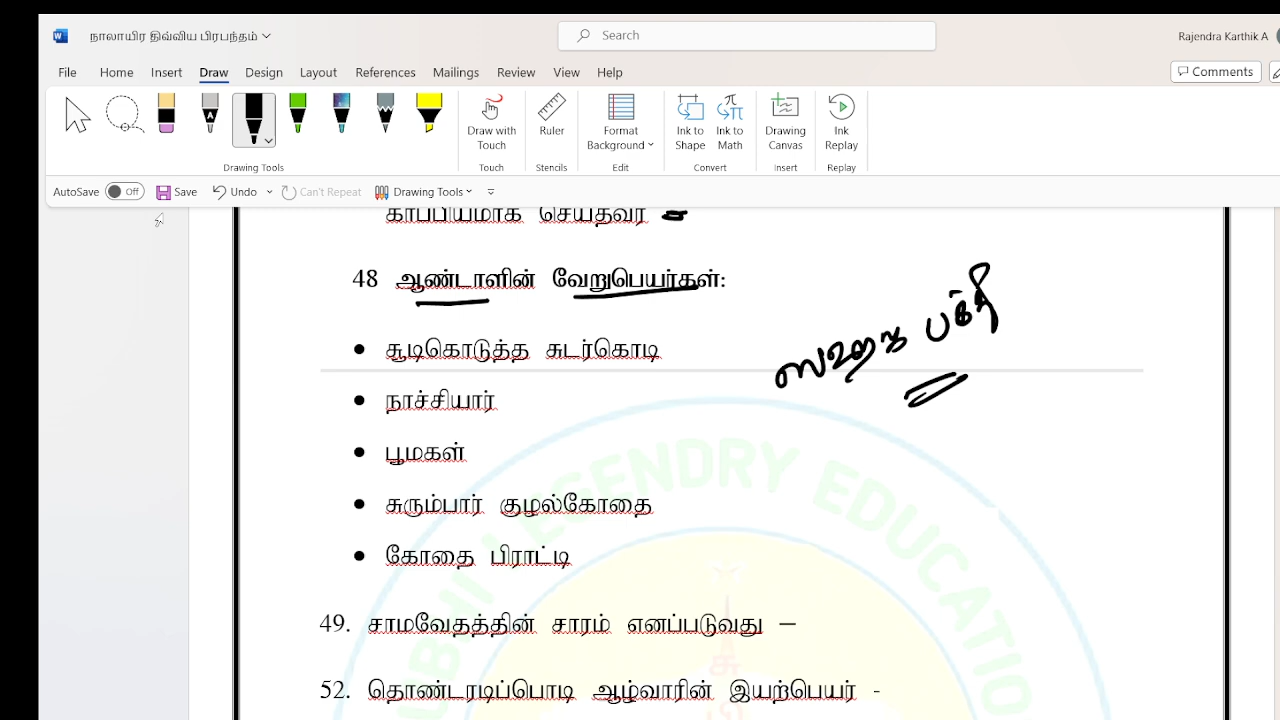 நாலாயிர திவ்விய பிரபந்தம்
Search
Rajendra Karthik A
File Home Insert Draw Design Layout References Mailings Review View Help
Comments
Draw with Touch
Ruler
Format Background
Ink to Shape
Ink to Math
Drawing Canvas
Ink Replay
Drawing Tools Touch Stencils Edit Convert Insert Replay
AutoSave Off Save Undo Can't Repeat Drawing Tools
காப்பியமாக செய்தவர்
48 ஆண்டாளின் வேறுபெயர்கள்:
பக்தி
• சூடிகொடுத்த சுடர்கொடி
• நாச்சியார்
• பூமகள்
• சுரும்பார் குழல்கோதை
• கோதை பிராட்டி
49. சாமவேதத்தின் சாரம் எனப்படுவது –
52. தொண்டரடிப்பொடி ஆழ்வாரின் இயற்பெயர் -